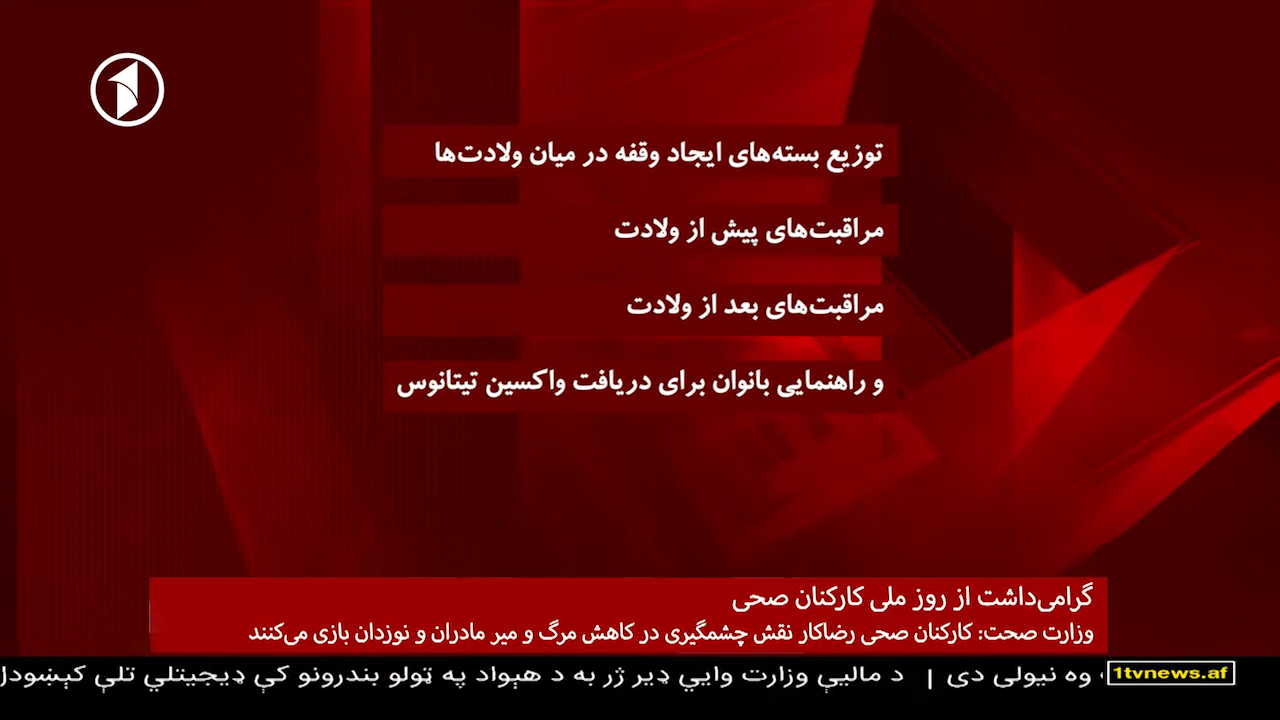 توزیع بسته‌های ایجاد وقفه در میان ولادت‌ها
مراقبت‌های پیش از ولادت
مراقبت‌های بعد از ولادت
و راهنمایی بانوان برای دریافت واکسین تیتانوس
گرامی‌داشت از روز ملی کارکنان صحی
وزارت صحت: کارکنان صحی رضاکار نقش چشمگیری در کاهش مرگ و میر مادران و نوزدان بازی می‌کنند
1tvnews.af
وه نیولی دی | د مالیې وزارت وایي ډیر ژر به د هېواد په ټولو بندرونو کې ډیجیټلي تلې کېښودل